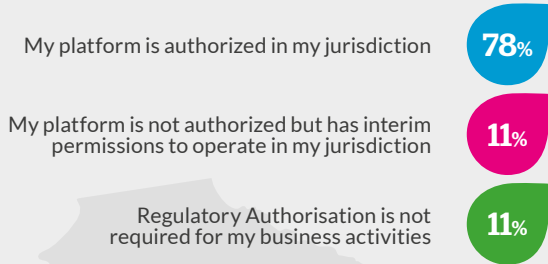 My platform is authorized in my jurisdiction
78%
My platform is not authorized but has interim
permissions to operate in my jurisdiction
11%
Regulatory Authorisation is not
required for my business activities
11%